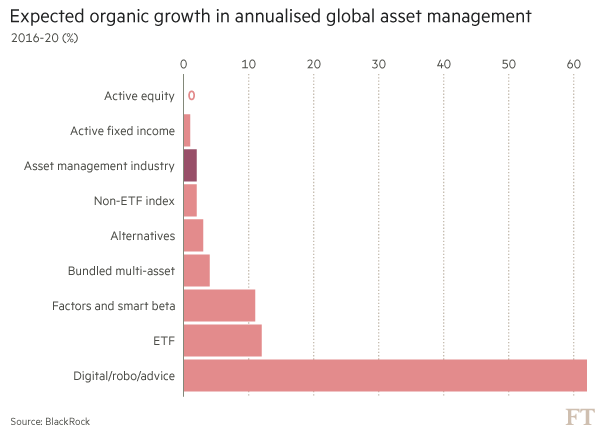 Expected organic growth in annualised global asset management
2016-20 (%)
0 10 20 30 40 50 60
Active equity 0
Active fixed income
Asset management industry
Non-ETF index
Alternatives
Bundled multi-asset
Factors and smart beta
ETF
Digital/robo/advice
Source: BlackRock
FT